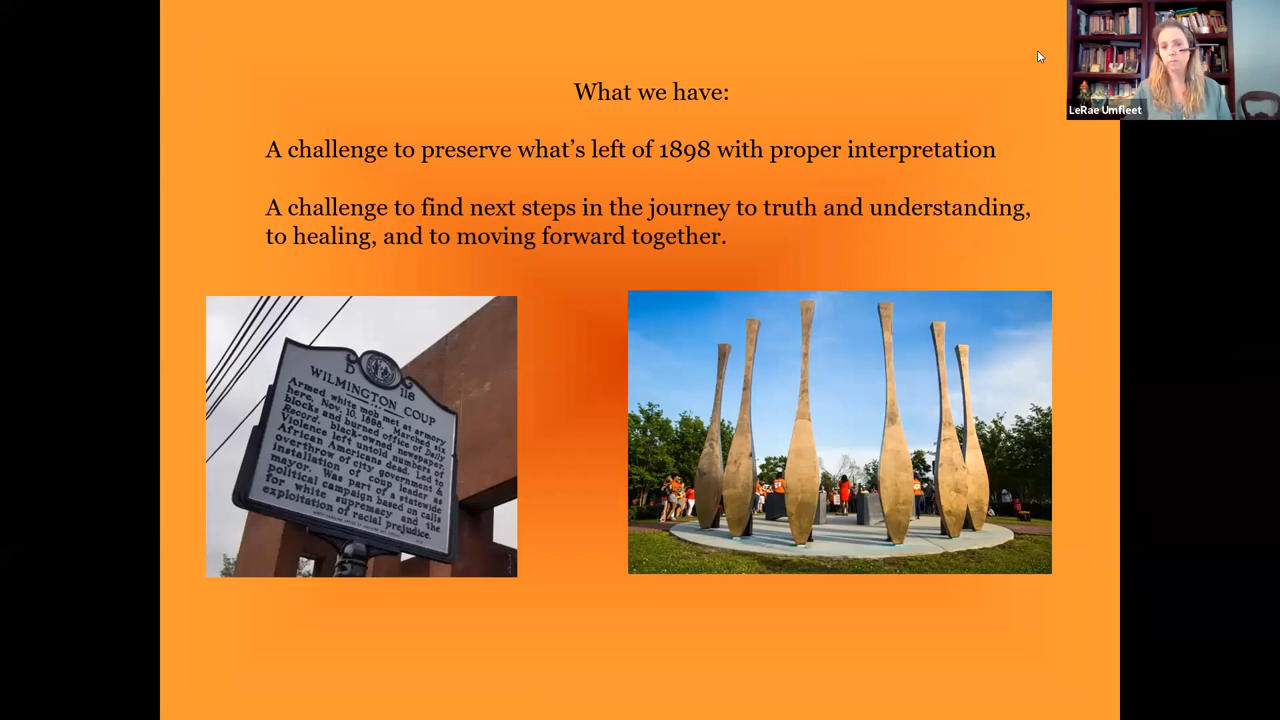 What we have:
A challenge to preserve what's left of 1898 with proper interpretation
A challenge to find next steps in the journey to truth and understanding,
to healing, and to moving forward together.
LeRae Umfleet
D 118
WILMINGTON COUP
Armed white mob met at armory
here, Nov. 10, 1898. Marched six
blocks and burned office of Daily
Record, black-owned newspaper.
Violence left untold numbers of
African Americans dead. Led to
overthrow of city government &
installation of coup leader as
mayor. Was part of a statewide
political campaign based on calls
for white supremacy and the
exploitation of racial prejudice.